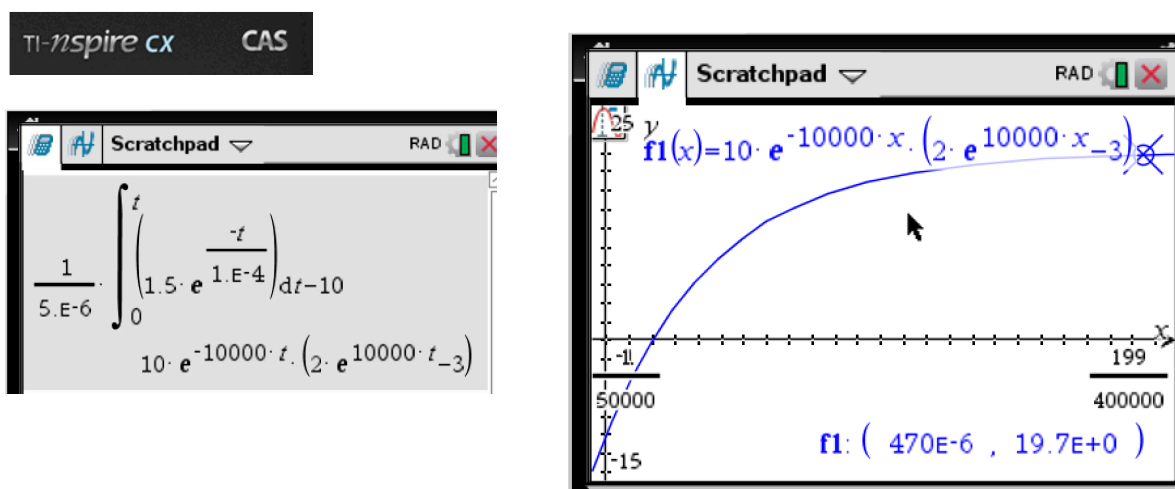 TI-nspire CX CAS
Scratchpad RAD
1/5.E-6 · ∫₀ᵗ (1.5·e^(-t/1.E-4)) dt-10
10·e^(-10000·t)·(2·e^(10000·t)-3)
Scratchpad RAD
25 y
f1(x)=10·e^(-10000·x)·(2·e^(10000·x)-3)
x
-1/50000 199/400000
f1: ( 470E-6 , 19.7E+0 )
-15